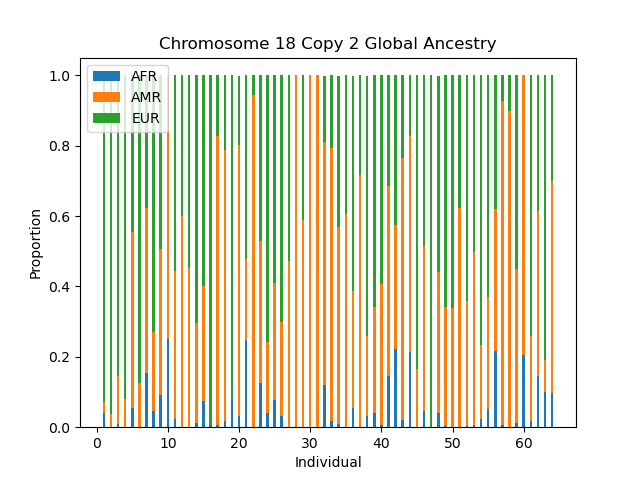 Chromosome 18 Copy 2 Global Ancestry
AFR
AMR
EUR
1.0
0.8
0.6
0.4
0.2
0.0
Proportion
0 10 20 30 40 50 60
Individual